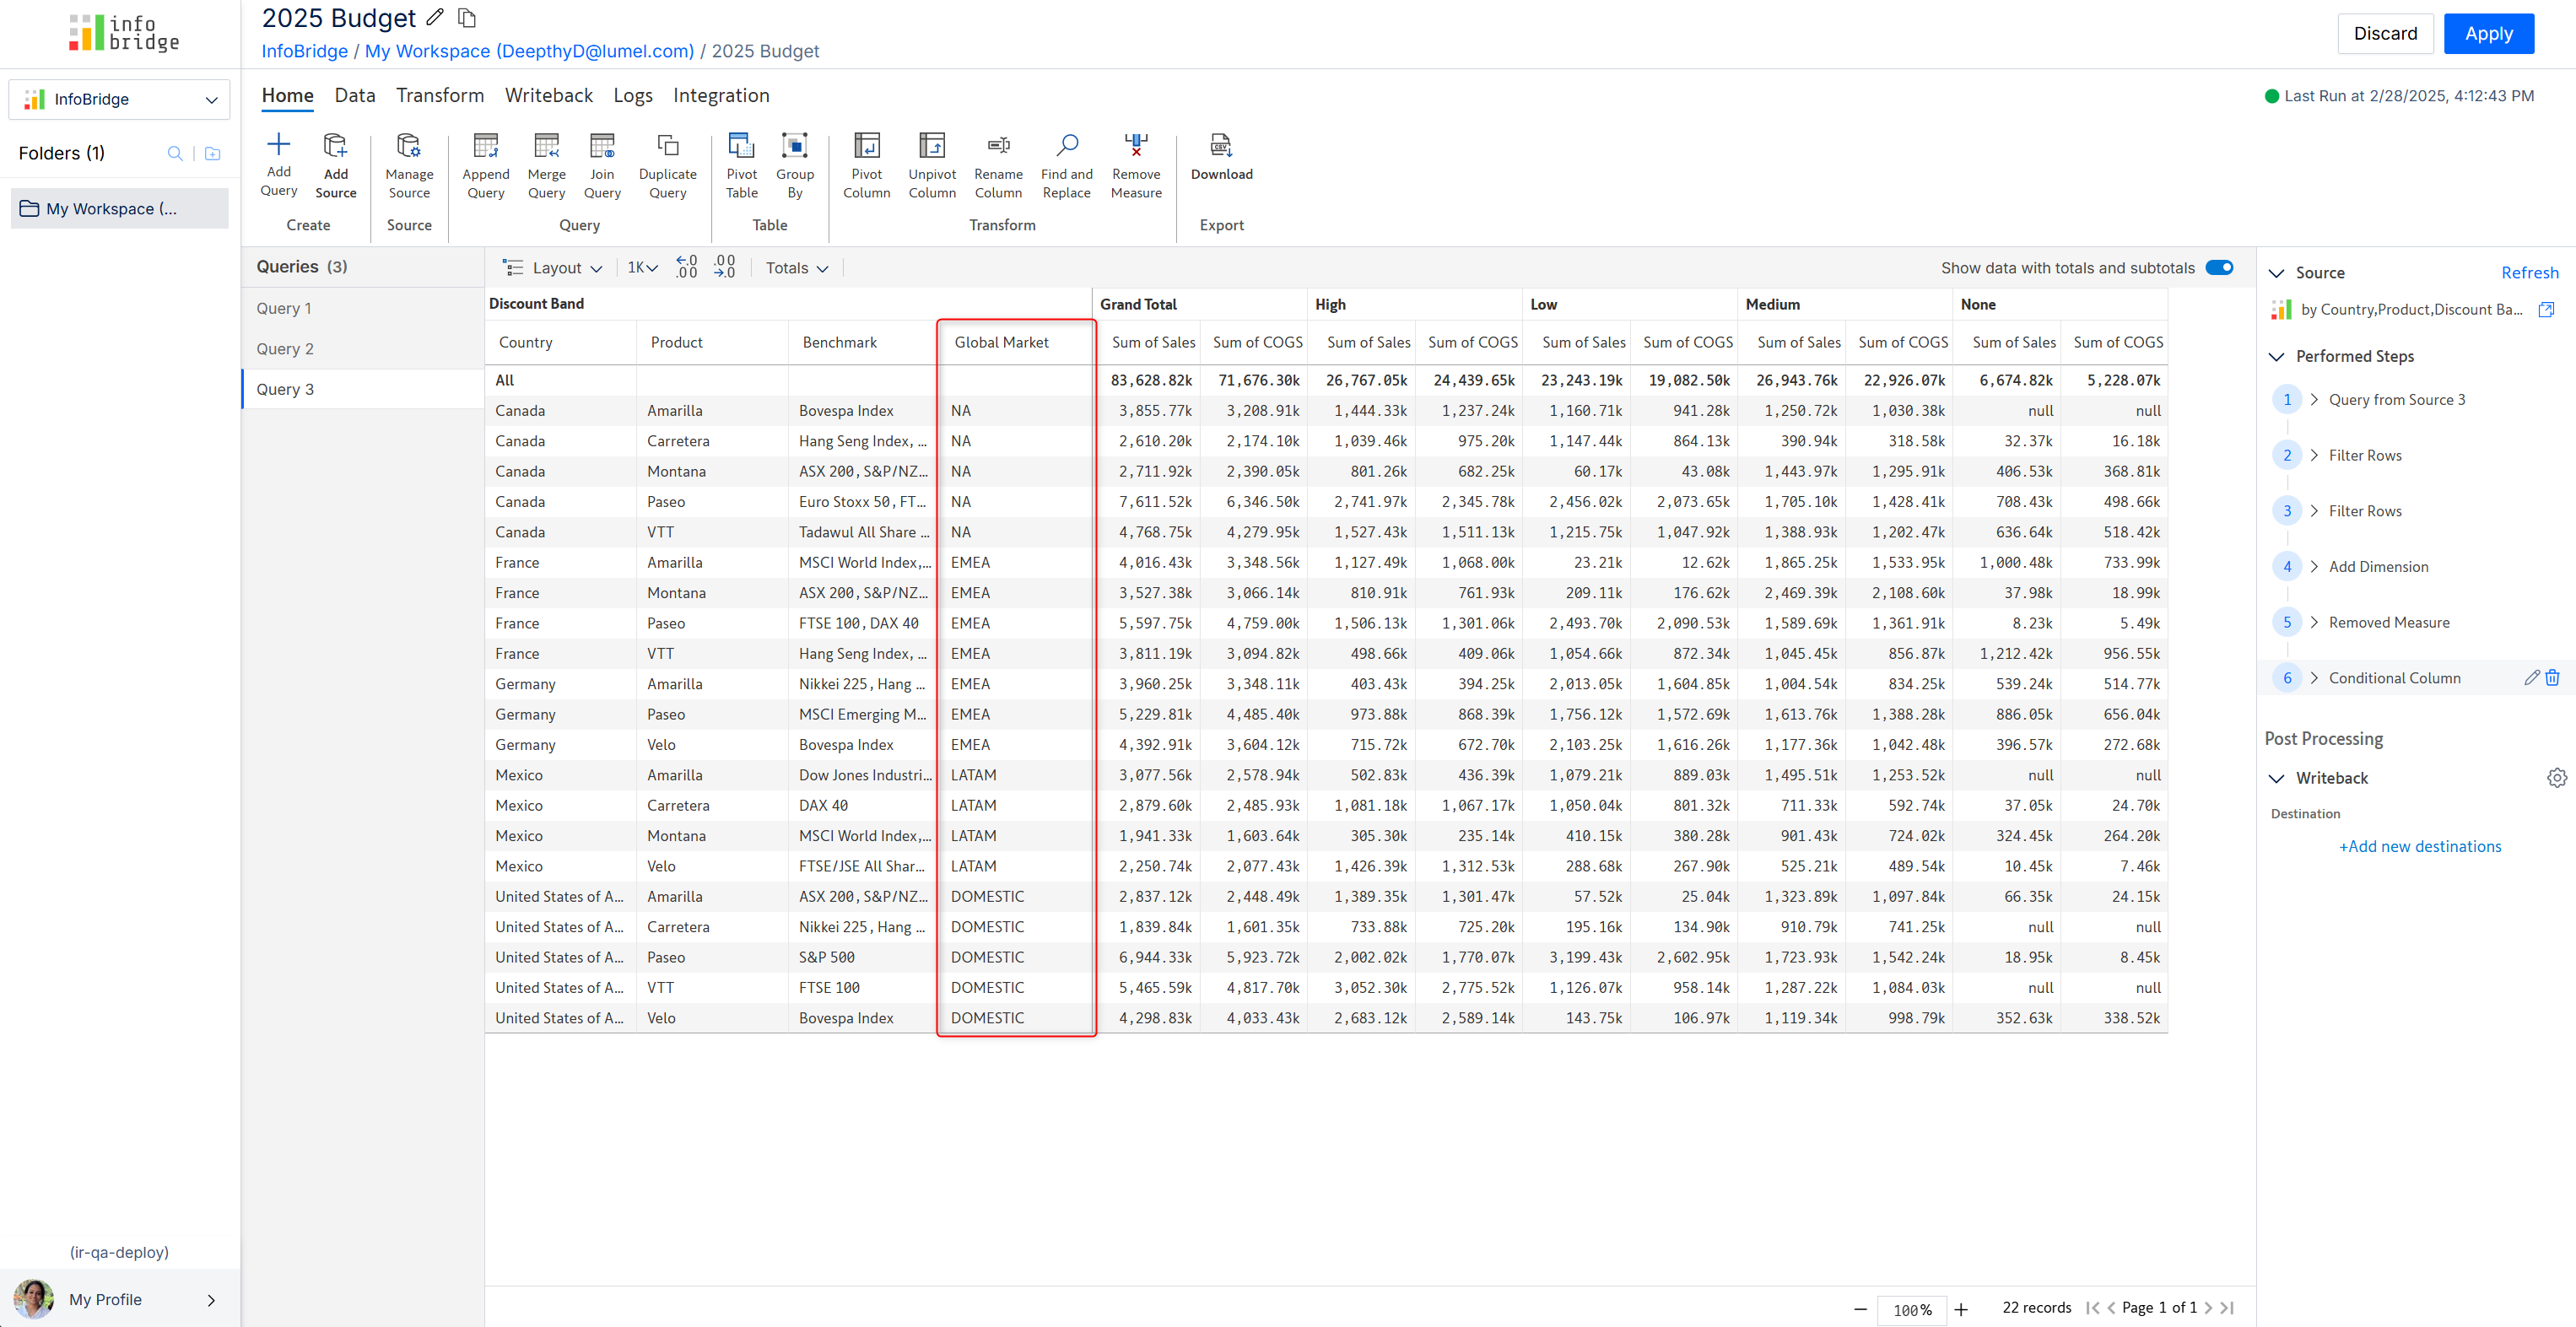 info
bridge
2025 Budget
InfoBridge / My Workspace (DeepthyD@lumel.com) / 2025 Budget
Discard
Apply
InfoBridge
Folders (1)
My Workspace (...
(ir-qa-deploy)
My Profile
Home Data Transform Writeback Logs Integration
Last Run at 2/28/2025, 4:12:43 PM
Add Query
Add Source
Create
Manage Source
Source
Append Query
Merge Query
Join Query
Duplicate Query
Query
Pivot Table
Group By
Table
Pivot Column
Unpivot Column
Rename Column
Find and Replace
Remove Measure
Transform
CSV
Download
Export
Queries (3)
Query 1
Query 2
Query 3
Layout 1K .0 .00 .00 .0 Totals
Show data with totals and subtotals
Discount Band Grand Total High Low Medium None
Country Product Benchmark Global Market Sum of Sales Sum of COGS Sum of Sales Sum of COGS Sum of Sales Sum of COGS Sum of Sales Sum of COGS Sum of Sales Sum of COGS
All 83,628.82k 71,676.30k 26,767.05k 24,439.65k 23,243.19k 19,082.50k 26,943.76k 22,926.07k 6,674.82k 5,228.07k
Canada Amarilla Bovespa Index NA 3,855.77k 3,208.91k 1,444.33k 1,237.24k 1,160.71k 941.28k 1,250.72k 1,030.38k null null
Canada Carretera Hang Seng Index, ... NA 2,610.20k 2,174.10k 1,039.46k 975.20k 1,147.44k 864.13k 390.94k 318.58k 32.37k 16.18k
Canada Montana ASX 200, S&P/NZ... NA 2,711.92k 2,390.05k 801.26k 682.25k 60.17k 43.08k 1,443.97k 1,295.91k 406.53k 368.81k
Canada Paseo Euro Stoxx 50, FT... NA 7,611.52k 6,346.50k 2,741.97k 2,345.78k 2,456.02k 2,073.65k 1,705.10k 1,428.41k 708.43k 498.66k
Canada VTT Tadawul All Share ... NA 4,768.75k 4,279.95k 1,527.43k 1,511.13k 1,215.75k 1,047.92k 1,388.93k 1,202.47k 636.64k 518.42k
France Amarilla MSCI World Index,... EMEA 4,016.43k 3,348.56k 1,127.49k 1,068.00k 23.21k 12.62k 1,865.25k 1,533.95k 1,000.48k 733.99k
France Montana ASX 200, S&P/NZ... EMEA 3,527.38k 3,066.14k 810.91k 761.93k 209.11k 176.62k 2,469.39k 2,108.60k 37.98k 18.99k
France Paseo FTSE 100, DAX 40 EMEA 5,597.75k 4,759.00k 1,506.13k 1,301.06k 2,493.70k 2,090.53k 1,589.69k 1,361.91k 8.23k 5.49k
France VTT Hang Seng Index, ... EMEA 3,811.19k 3,094.82k 498.66k 409.06k 1,054.66k 872.34k 1,045.45k 856.87k 1,212.42k 956.55k
Germany Amarilla Nikkei 225, Hang ... EMEA 3,960.25k 3,348.11k 403.43k 394.25k 2,013.05k 1,604.85k 1,004.54k 834.25k 539.24k 514.77k
Germany Paseo MSCI Emerging M... EMEA 5,229.81k 4,485.40k 973.88k 868.39k 1,756.12k 1,572.69k 1,613.76k 1,388.28k 886.05k 656.04k
Germany Velo Bovespa Index EMEA 4,392.91k 3,604.12k 715.72k 672.70k 2,103.25k 1,616.26k 1,177.36k 1,042.48k 396.57k 272.68k
Mexico Amarilla Dow Jones Industri... LATAM 3,077.56k 2,578.94k 502.83k 436.39k 1,079.21k 889.03k 1,495.51k 1,253.52k null null
Mexico Carretera DAX 40 LATAM 2,879.60k 2,485.93k 1,081.18k 1,067.17k 1,050.04k 801.32k 711.33k 592.74k 37.05k 24.70k
Mexico Montana MSCI World Index,... LATAM 1,941.33k 1,603.64k 305.30k 235.14k 410.15k 380.28k 901.43k 724.02k 324.45k 264.20k
Mexico Velo FTSE/JSE All Shar... LATAM 2,250.74k 2,077.43k 1,426.39k 1,312.53k 288.68k 267.90k 525.21k 489.54k 10.45k 7.46k
United States of A... Amarilla ASX 200, S&P/NZ... DOMESTIC 2,837.12k 2,448.49k 1,389.35k 1,301.47k 57.52k 25.04k 1,323.89k 1,097.84k 66.35k 24.15k
United States of A... Carretera Nikkei 225, Hang ... DOMESTIC 1,839.84k 1,601.35k 733.88k 725.20k 195.16k 134.90k 910.79k 741.25k null null
United States of A... Paseo S&P 500 DOMESTIC 6,944.33k 5,923.72k 2,002.02k 1,770.07k 3,199.43k 2,602.95k 1,723.93k 1,542.24k 18.95k 8.45k
United States of A... VTT FTSE 100 DOMESTIC 5,465.59k 4,817.70k 3,052.30k 2,775.52k 1,126.07k 958.14k 1,287.22k 1,084.03k null null
United States of A... Velo Bovespa Index DOMESTIC 4,298.83k 4,033.43k 2,683.12k 2,589.14k 143.75k 106.97k 1,119.34k 998.79k 352.63k 338.52k
100% 22 records Page 1 of 1
Source Refresh
by Country,Product,Discount Ba...
Performed Steps
1 Query from Source 3
2 Filter Rows
3 Filter Rows
4 Add Dimension
5 Removed Measure
6 Conditional Column
Post Processing
Writeback
Destination
+Add new destinations